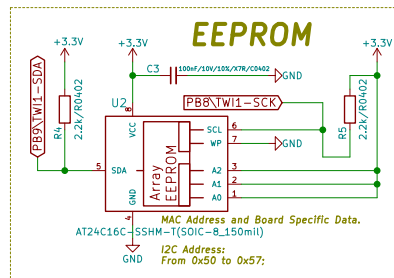 EEPROM
+3.3V
+3.3V
+3.3V
C3
100nF/10V/10%/X7R/C0402
GND
U2
PB8\TWI1-SCK
PB9\TWI1-SDA
R4
2.2k/R0402
R5
2.2k/R0402
8
VCC
SCL
6
WP
7
GND
5
SDA
Array
EEPROM
A2
3
A1
2
A0
1
GND
4
MAC Address and Board Specific Data.
AT24C16C-SSHM-T(SOIC-8_150mil)
GND
I2C Address:
From 0x50 to 0x57;